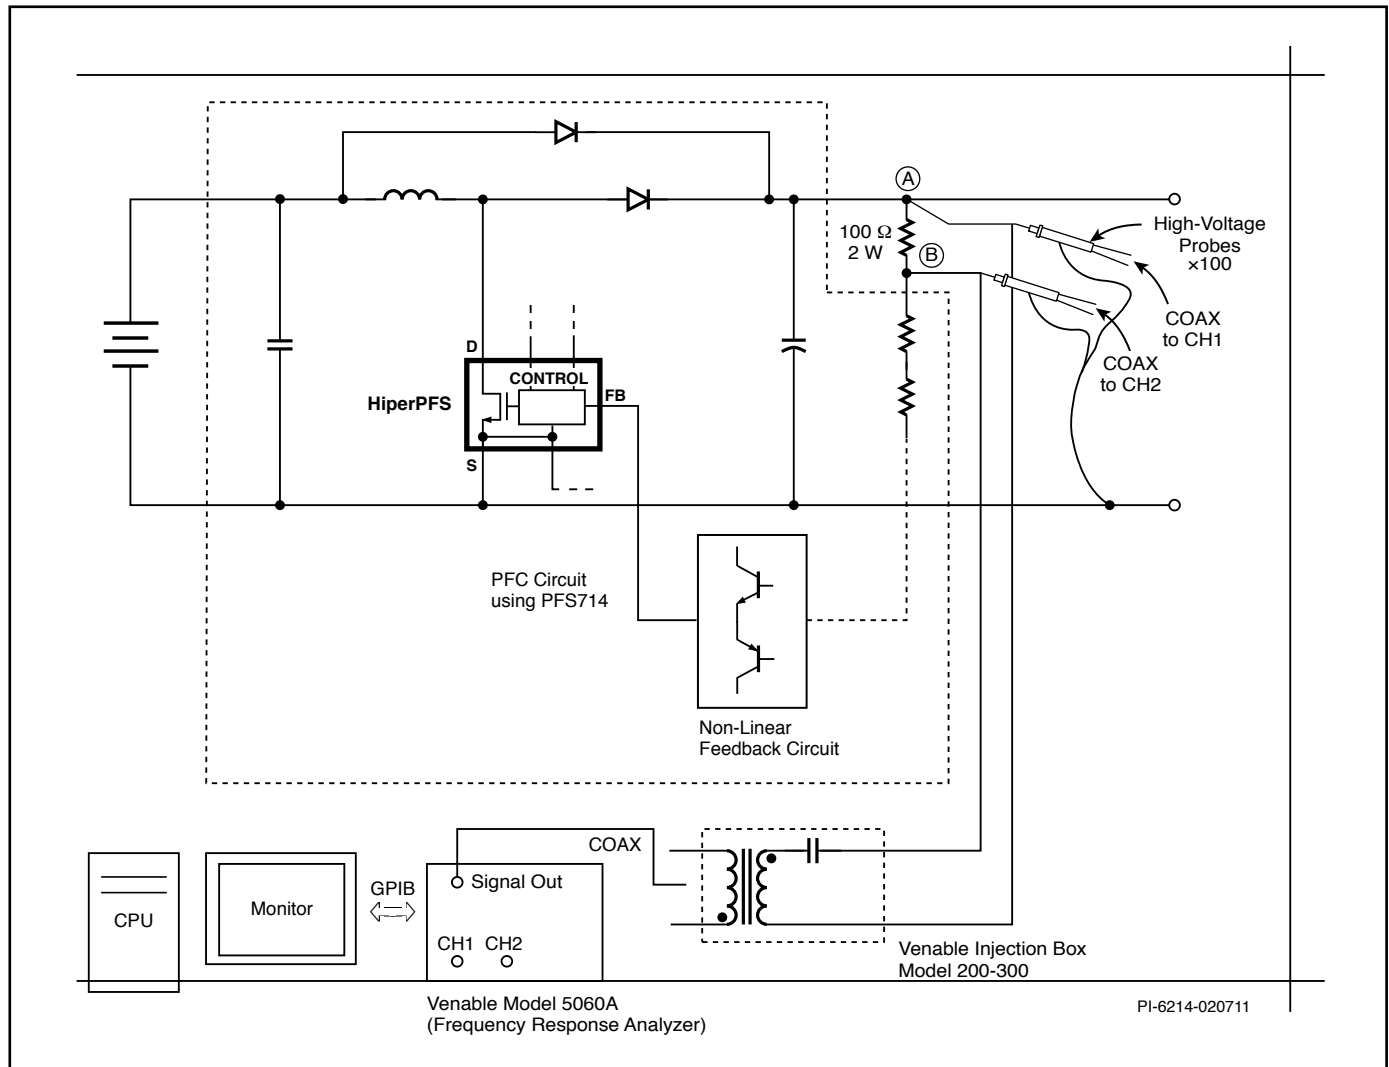 A
100 Ω
2 W
B
High-Voltage
Probes
×100
COAX
to CH1
COAX
to CH2
D
CONTROL
HiperPFS
FB
S
PFC Circuit
using PFS714
Non-Linear
Feedback Circuit
COAX
Signal Out
GPIB
Monitor
CPU
CH1 CH2
Venable Injection Box
Model 200-300
Venable Model 5060A
(Frequency Response Analyzer)
PI-6214-020711